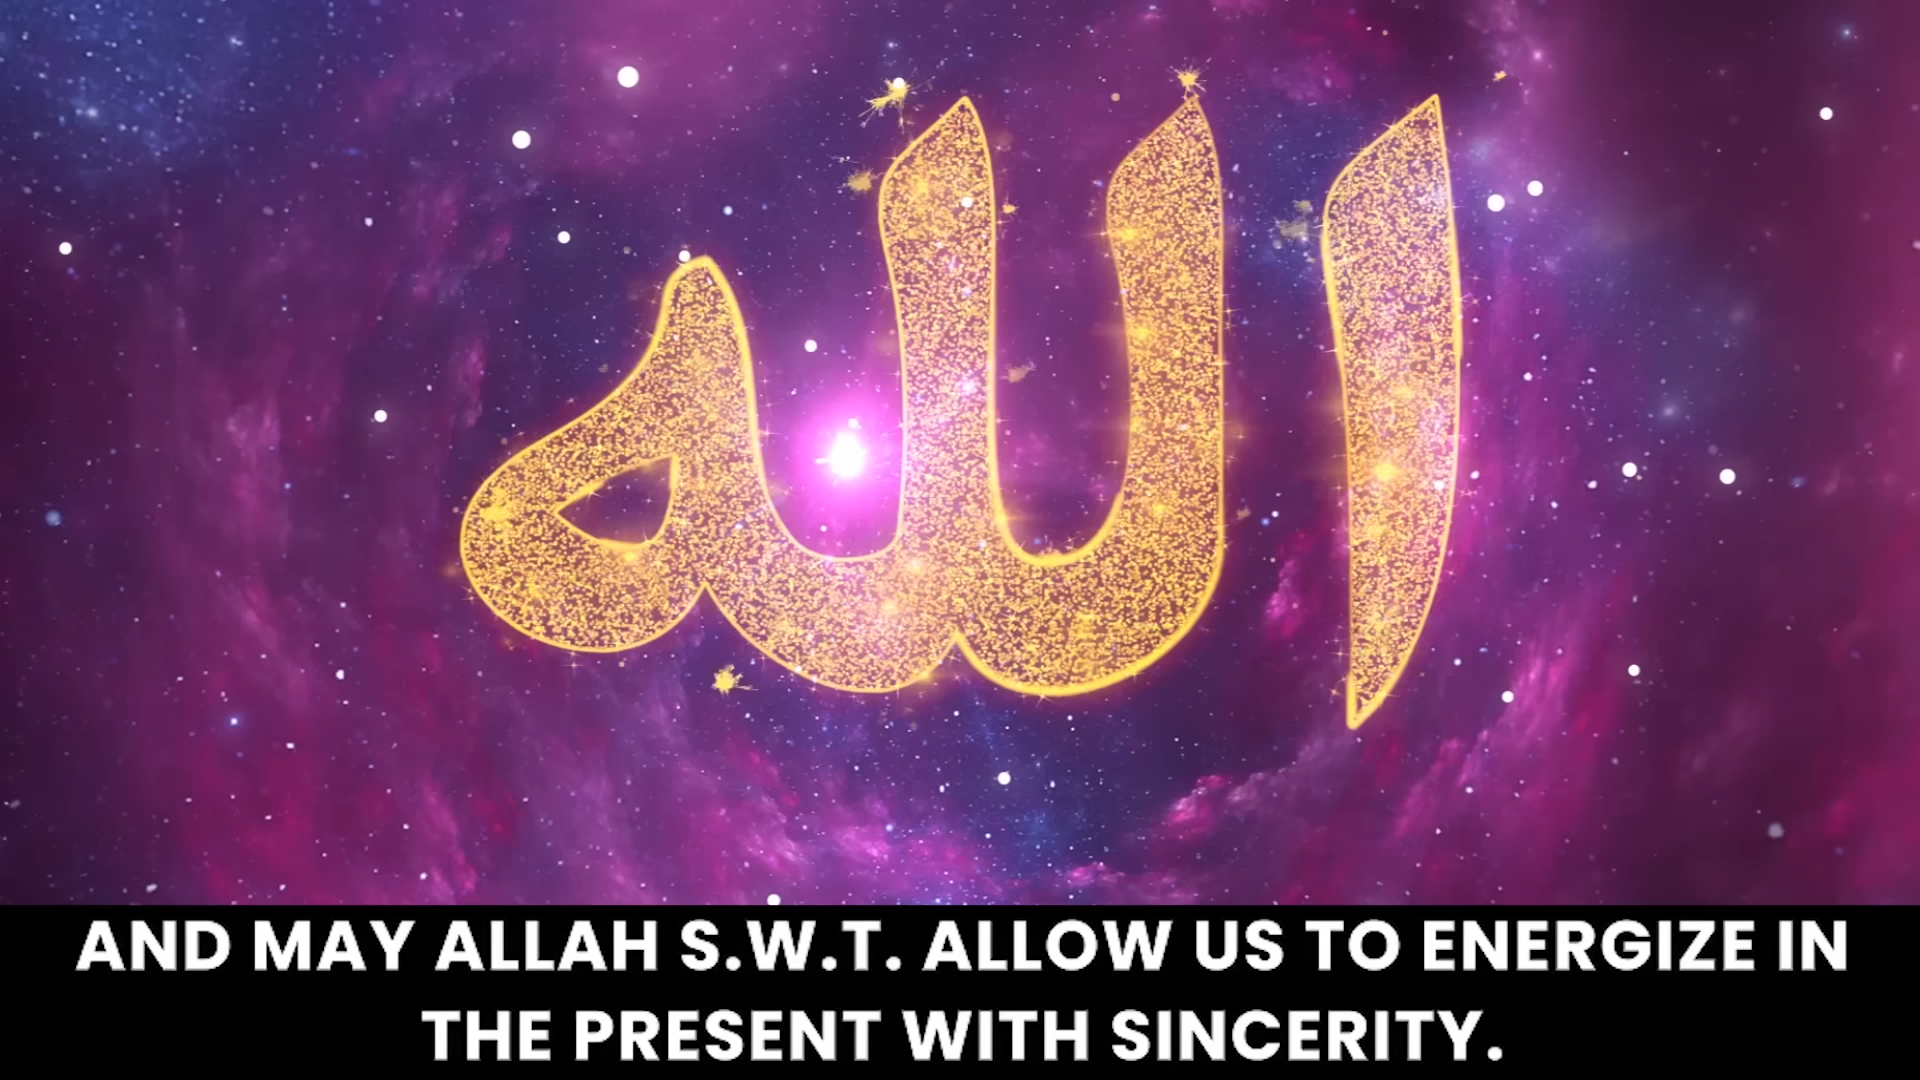 الله
AND MAY ALLAH S.W.T. ALLOW US TO ENERGIZE IN
THE PRESENT WITH SINCERITY.